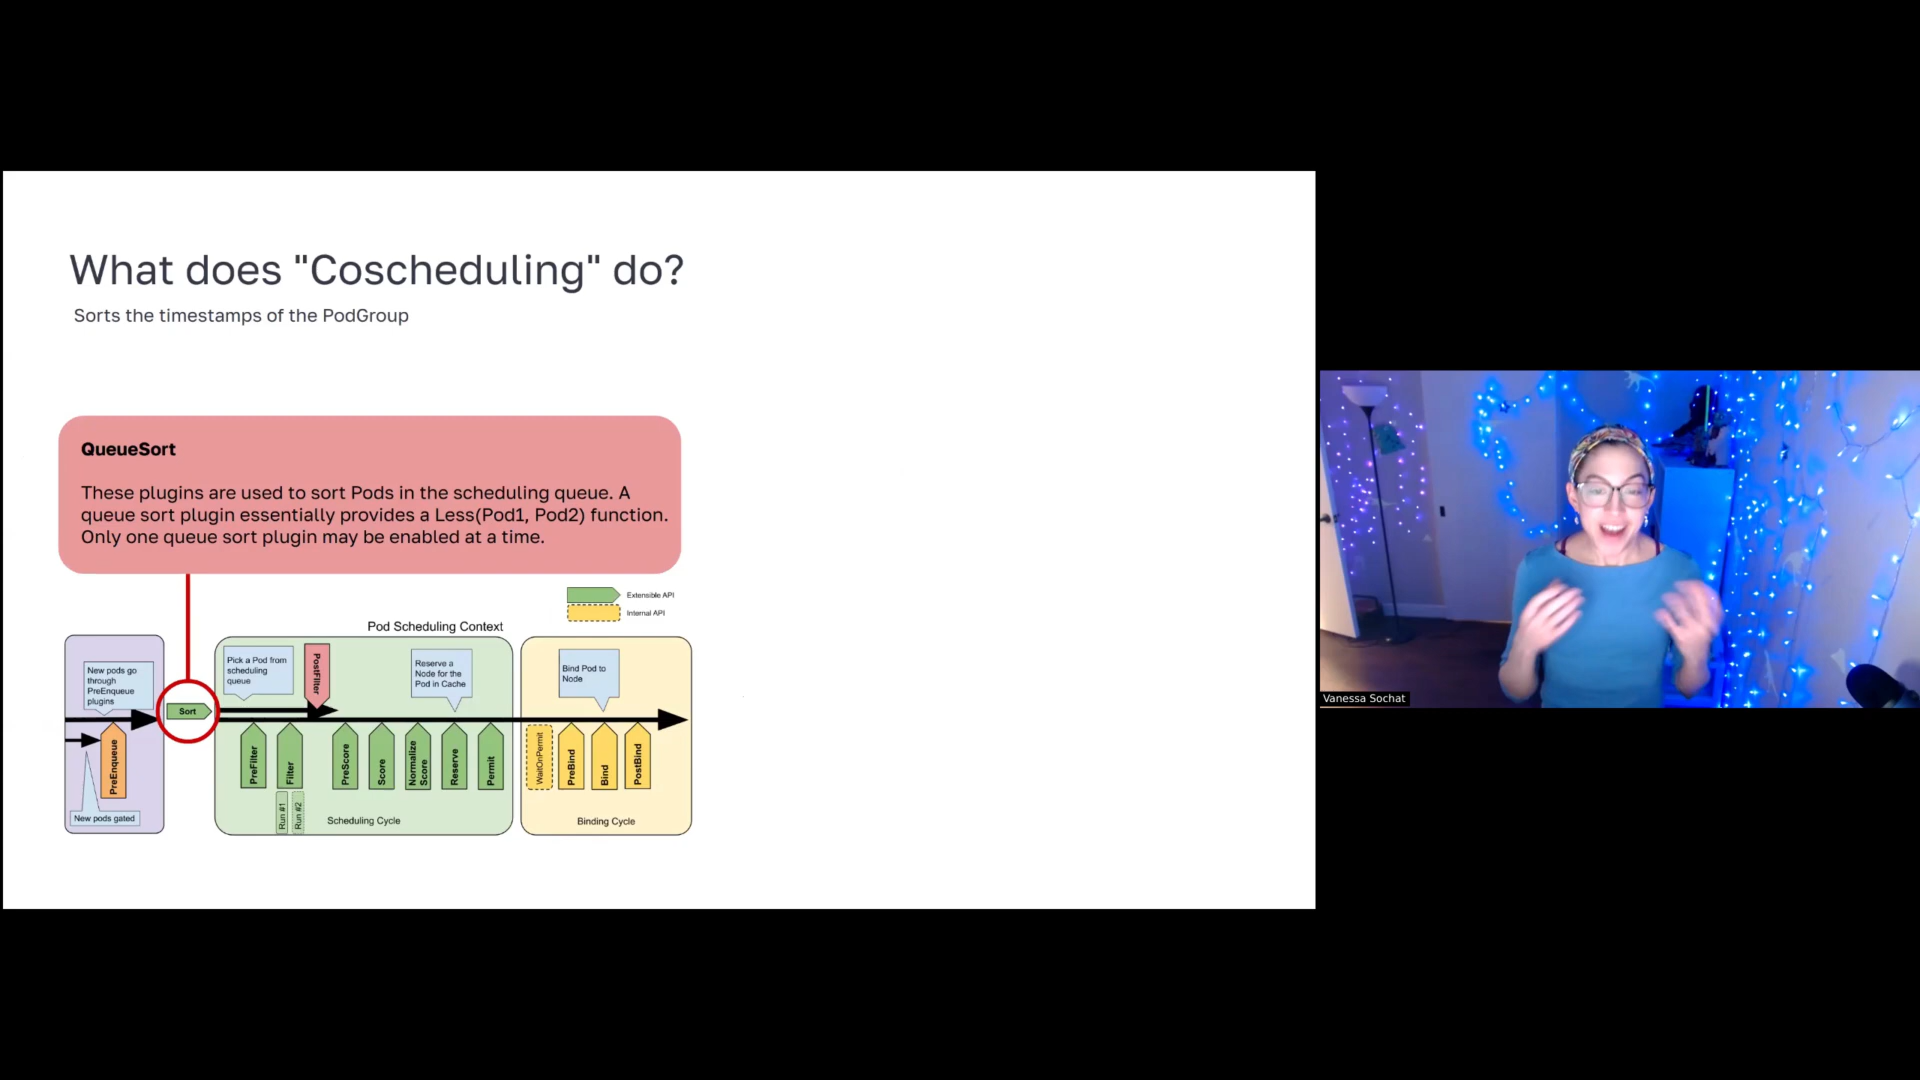 What does "Coscheduling" do?
Sorts the timestamps of the PodGroup
QueueSort
These plugins are used to sort Pods in the scheduling queue. A
queue sort plugin essentially provides a Less(Pod1, Pod2) function.
Only one queue sort plugin may be enabled at a time.
Extensible API
Internal API
Pod Scheduling Context
New pods go
through
PreEnqueue
plugins
Sort
Pick a Pod from
scheduling
queue
PostFilter
Reserve a
Node for the
Pod in Cache
Bind Pod to
Node
PreEnqueue
New pods gated
PreFilter
Filter
Run #1
Run #2
PreScore
Score
Normalize
Score
Reserve
Permit
Scheduling Cycle
WaitOnPermit
PreBind
Bind
PostBind
Binding Cycle
Vanessa Sochat